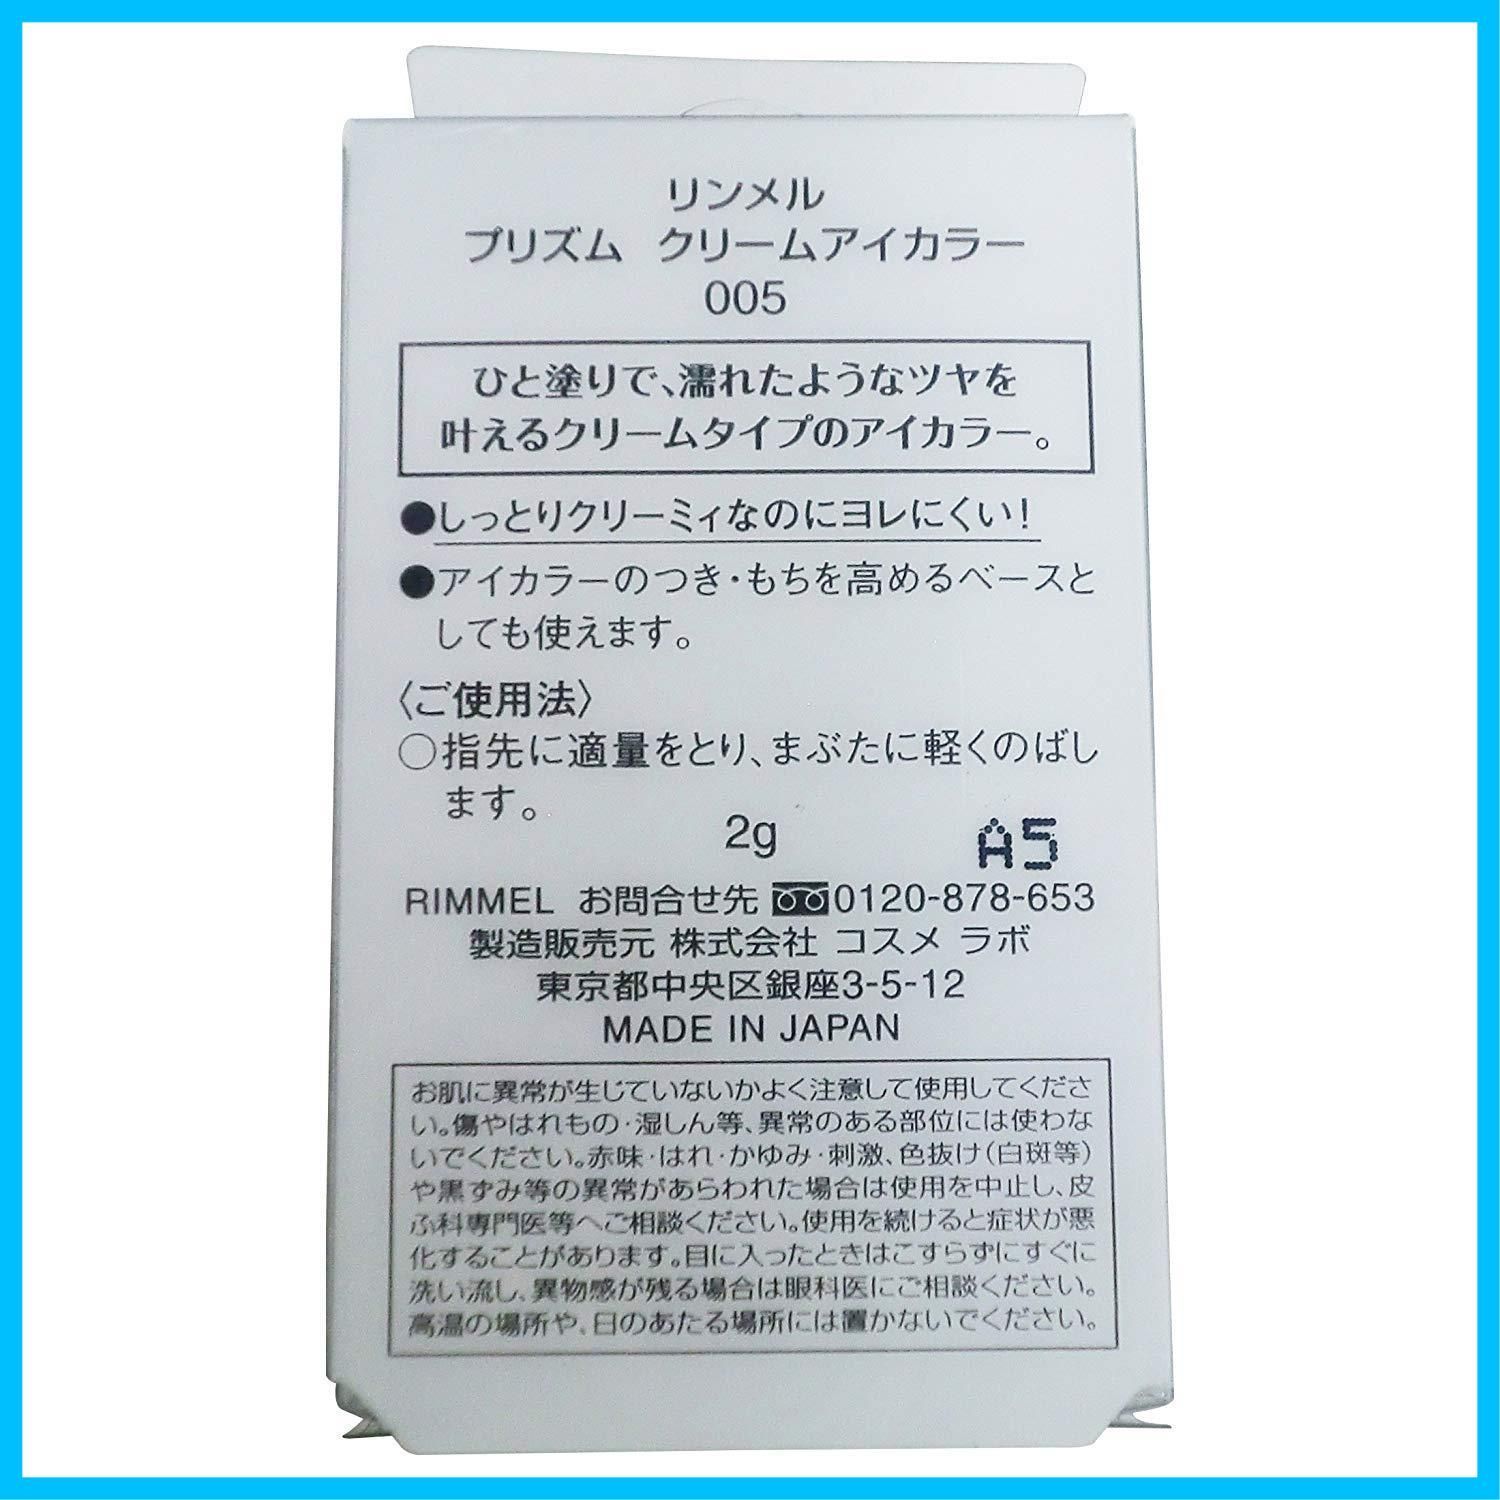 リンメル
プリズム クリームアイカラー
005
ひと塗りで、濡れたようなツヤを
叶えるクリームタイプのアイカラー。
●しっとりクリーミィなのにヨレにくい!
●アイカラーのつき・もちを高めるベースと
しても使えます。
〈ご使用法〉
○指先に適量をとり、まぶたに軽くのばし
ます。
2g
A5
RIMMEL お問合せ先 0120-878-653
製造販売元 株式会社 コスメ ラボ
東京都中央区銀座3-5-12
MADE IN JAPAN
お肌に異常が生じていないかよく注意して使用してくださ
い。傷やはれもの・湿しん等、異常のある部位には使わな
いでください。赤味・はれ・かゆみ・刺激、色抜け(白斑等)
や黒ずみ等の異常があらわれた場合は使用を中止し、皮
ふ科専門医等へご相談ください。使用を続けると症状が悪
化することがあります。目に入ったときはこすらずにすぐに
洗い流し、異物感が残る場合は眼科医にご相談ください。
高温の場所や、日のあたる場所には置かないでください。